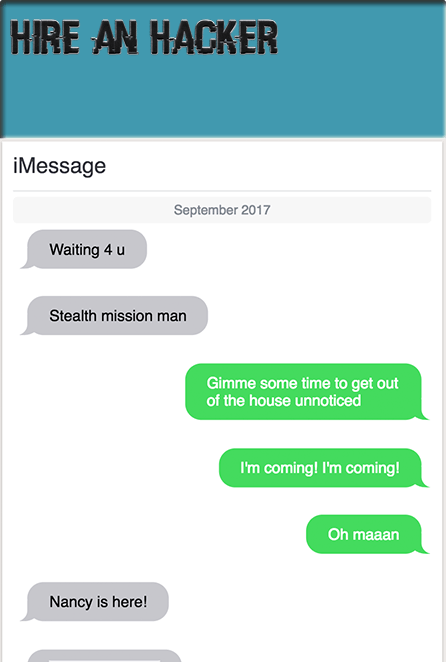 HIRE AN HACKER
iMessage
September 2017
Waiting 4 u
Stealth mission man
Gimme some time to get out
of the house unnoticed
I'm coming! I'm coming!
Oh maaan
Nancy is here!